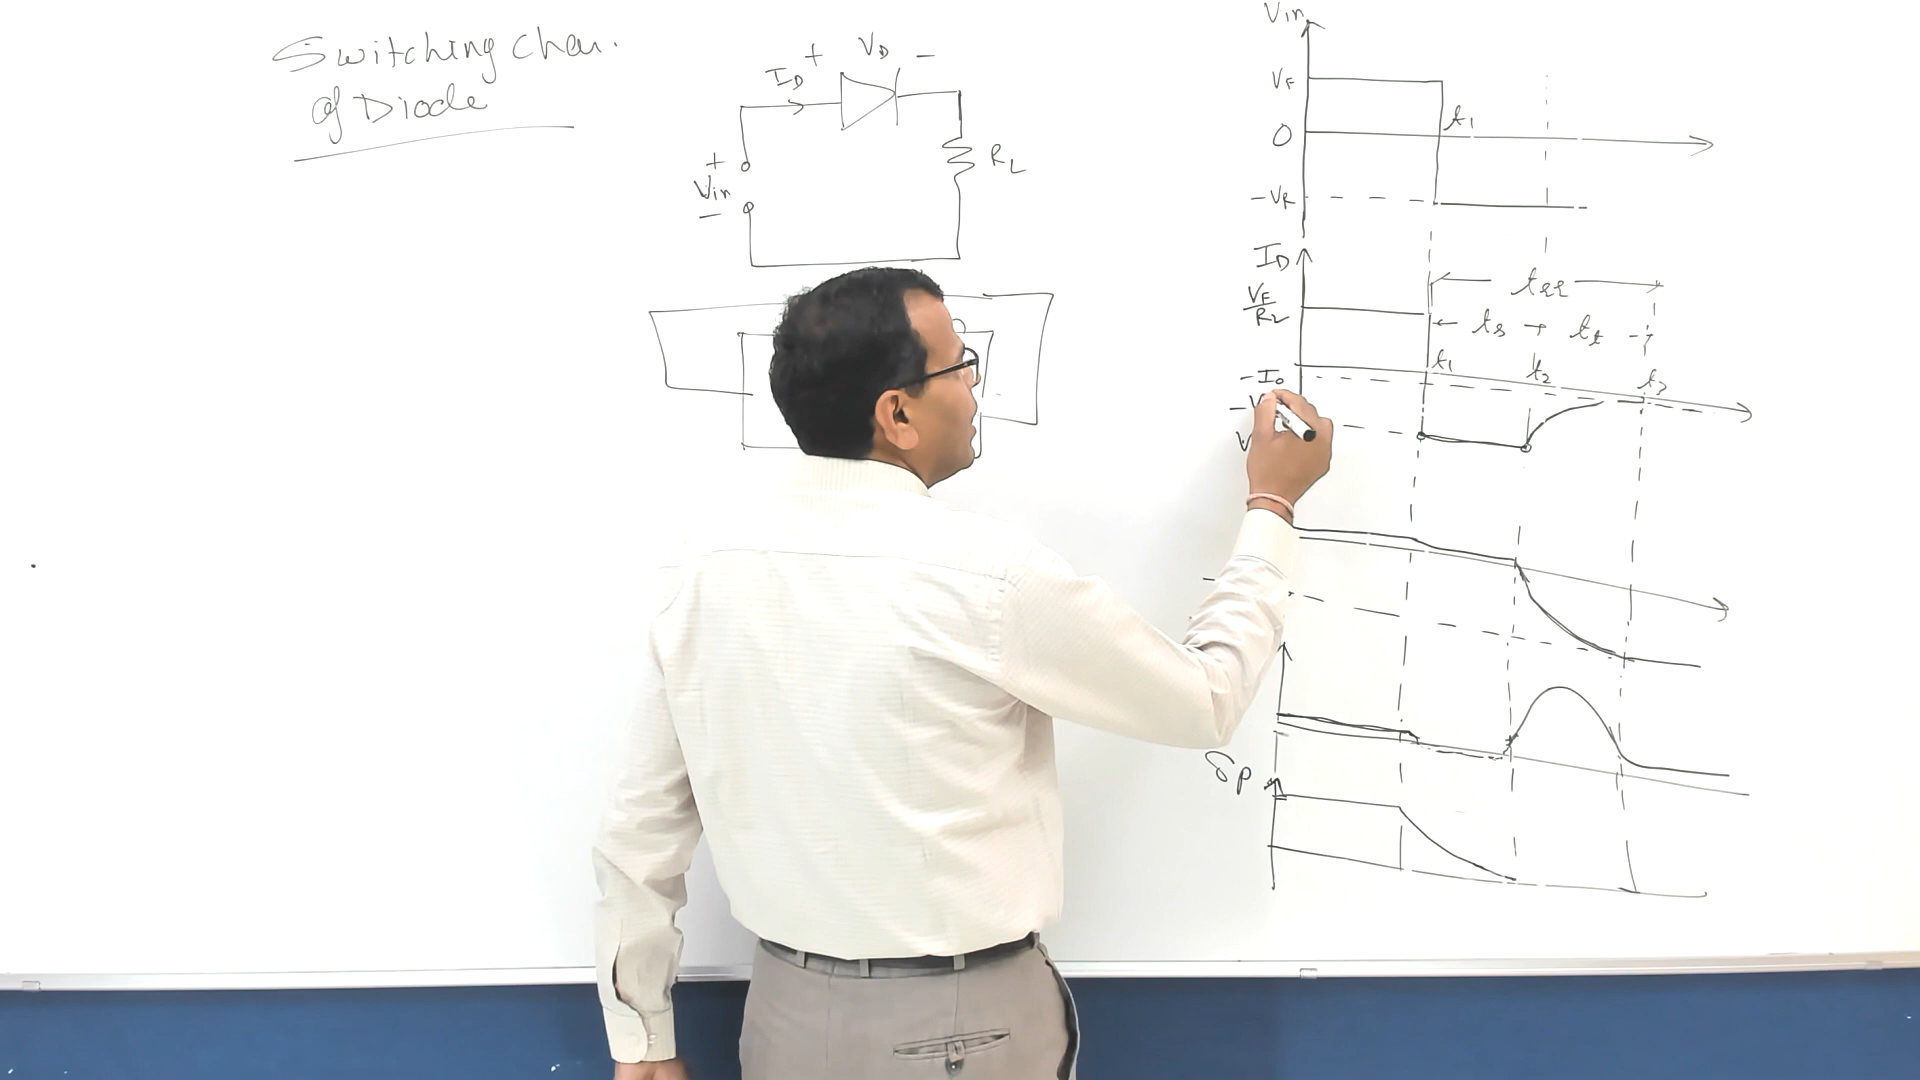 Switching Char.
of Diode
+ VD −
ID
+
Vin
−
RL
Vin
VF
t1
0
-VR
ID
VF
RL
trr
ts
tt
t1
t2
t3
-I0
δp